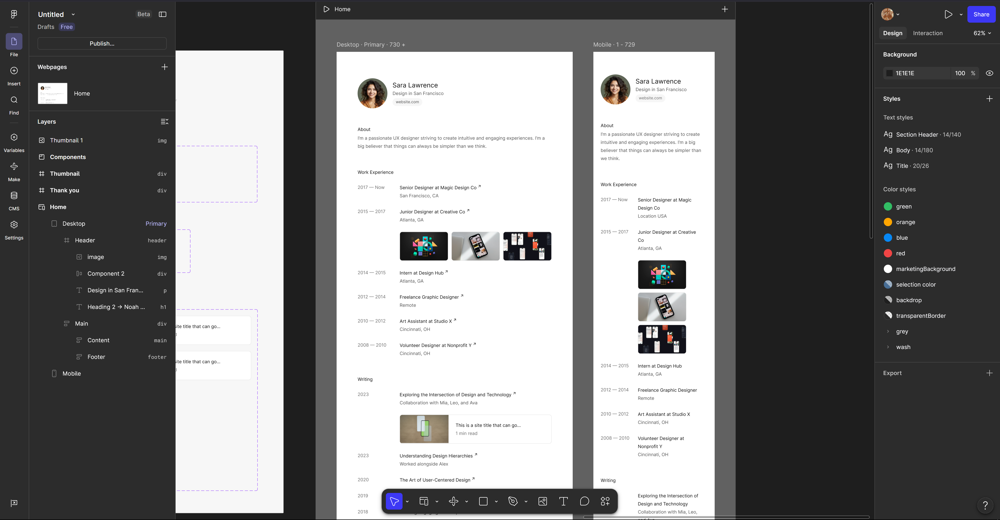 Untitled
Beta
Drafts
Free
Publish...
File
Insert
Find
Variables
Make
CMS
Settings
Webpages
Home
Layers
Thumbnail 1 img
Components
Thumbnail div
Thank you div
Home
Desktop Primary
Header header
image img
Component 2 div
Design in San Fran... p
Heading 2 → Noah ... h1
Main div
Content main
Footer footer
Mobile
site title that can go...
site title that can go...
Home
Desktop · Primary · 730 +
Sara Lawrence
Design in San Francisco
website.com
About
I'm a passionate UX designer striving to create intuitive and engaging experiences. I'm a
big believer that things can always be simpler than we think.
Work Experience
2017 — Now
Senior Designer at Magic Design Co
San Francisco, CA
2015 — 2017
Junior Designer at Creative Co
Atlanta, GA
2014 — 2015
Intern at Design Hub
Atlanta, GA
2012 — 2014
Freelance Graphic Designer
Remote
2010 — 2012
Art Assistant at Studio X
Cincinnati, OH
2008 — 2010
Volunteer Designer at Nonprofit Y
Cincinnati, OH
Writing
2023
Exploring the Intersection of Design and Technology
Collaboration with Mia, Leo, and Ava
This is a site title that can go...
1 min read
2023
Understanding Design Hierarchies
Worked alongside Alex
2020
The Art of User-Centered Design
2019
2018
Mobile · 1 - 729
Sara Lawrence
Design in San Francisco
website.com
About
I'm a passionate UX designer striving to create
intuitive and engaging experiences. I'm a big
believer that things can always be simpler than
we think.
Work Experience
2017 — Now
Senior Designer at Magic
Design Co
Location USA
2015 — 2017
Junior Designer at Creative
Co
Atlanta, GA
2014 — 2015
Intern at Design Hub
Atlanta, GA
2012 — 2014
Freelance Graphic Designer
Remote
2010 — 2012
Art Assistant at Studio X
Cincinnati, OH
2008 — 2010
Volunteer Designer at
Nonprofit Y
Cincinnati, OH
Writing
Exploring the Intersection of
Design and Technology
Collaboration with Mia, Leo,
Share
Design
Interaction
62%
Background
1E1E1E 100 %
Styles
Text styles
Ag Section Header · 14/140
Ag Body · 14/180
Ag Title · 20/26
Color styles
green
orange
blue
red
marketingBackground
selection color
backdrop
transparentBorder
grey
wash
Export
?